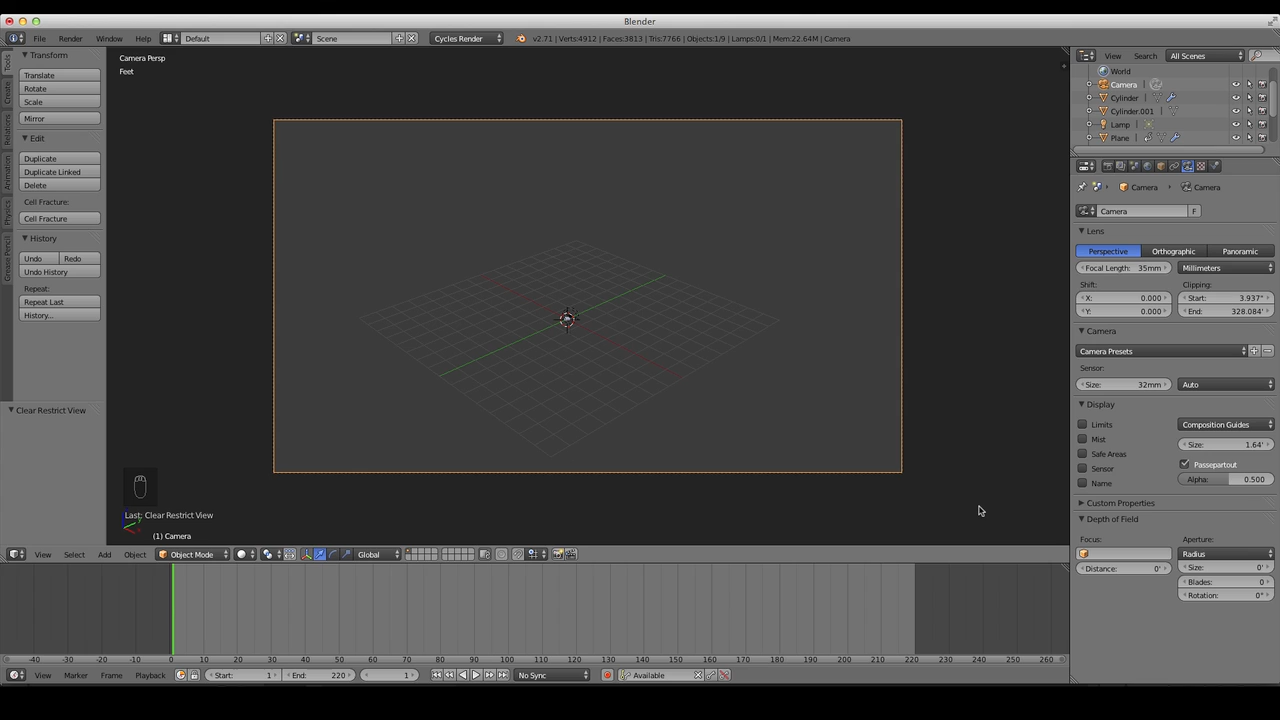 Blender
File Render Window Help Default Scene Cycles Render v2.71 | Verts:4912 | Faces:3813 | Tris:7766 | Objects:1/9 | Lamps:0/1 | Mem:22.64M | Camera
Tools
Create
Relations
Animation
Physics
Grease Pencil
Transform
Translate
Rotate
Scale
Mirror
Edit
Duplicate
Duplicate Linked
Delete
Cell Fracture:
Cell Fracture
History
Undo Redo
Undo History
Repeat:
Repeat Last
History...
Clear Restrict View
Camera Persp
Feet
Last: Clear Restrict View
(1) Camera
View Select Add Object Object Mode Global
View Search All Scenes
World
Camera
Cylinder
Cylinder.001
Lamp
Plane
Camera Camera
Camera F
Lens
Perspective Orthographic Panoramic
Focal Length: 35mm Millimeters
Shift: Clipping:
X: 0.000 Start: 3.937"
Y: 0.000 End: 328.084'
Camera
Camera Presets
Sensor:
Size: 32mm Auto
Display
Limits Composition Guides
Mist Size: 1.64'
Safe Areas
Sensor Passepartout
Name Alpha: 0.500
Custom Properties
Depth of Field
Focus: Aperture:
Radius
Distance: 0' Size: 0'
Blades: 0
Rotation: 0°
-40 -30 -20 -10 0 10 20 30 40 50 60 70 80 90 100 110 120 130 140 150 160 170 180 190 200 210 220 230 240 250 260
View Marker Frame Playback Start: 1 End: 220 1 No Sync Available